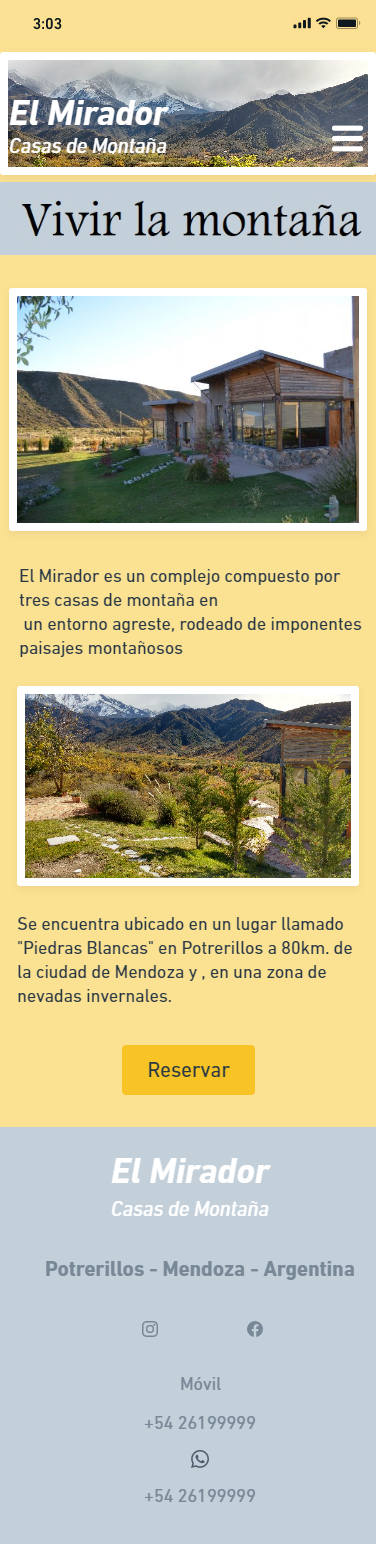 3:03
El Mirador
Casas de Montaña
Vivir la montaña
El Mirador es un complejo compuesto por
tres casas de montaña en
un entorno agreste, rodeado de imponentes
paisajes montañosos
Se encuentra ubicado en un lugar llamado
"Piedras Blancas" en Potrerillos a 80km. de
la ciudad de Mendoza y , en una zona de
nevadas invernales.
Reservar
El Mirador
Casas de Montaña
Potrerillos - Mendoza - Argentina
Móvil
+54 26199999
+54 26199999